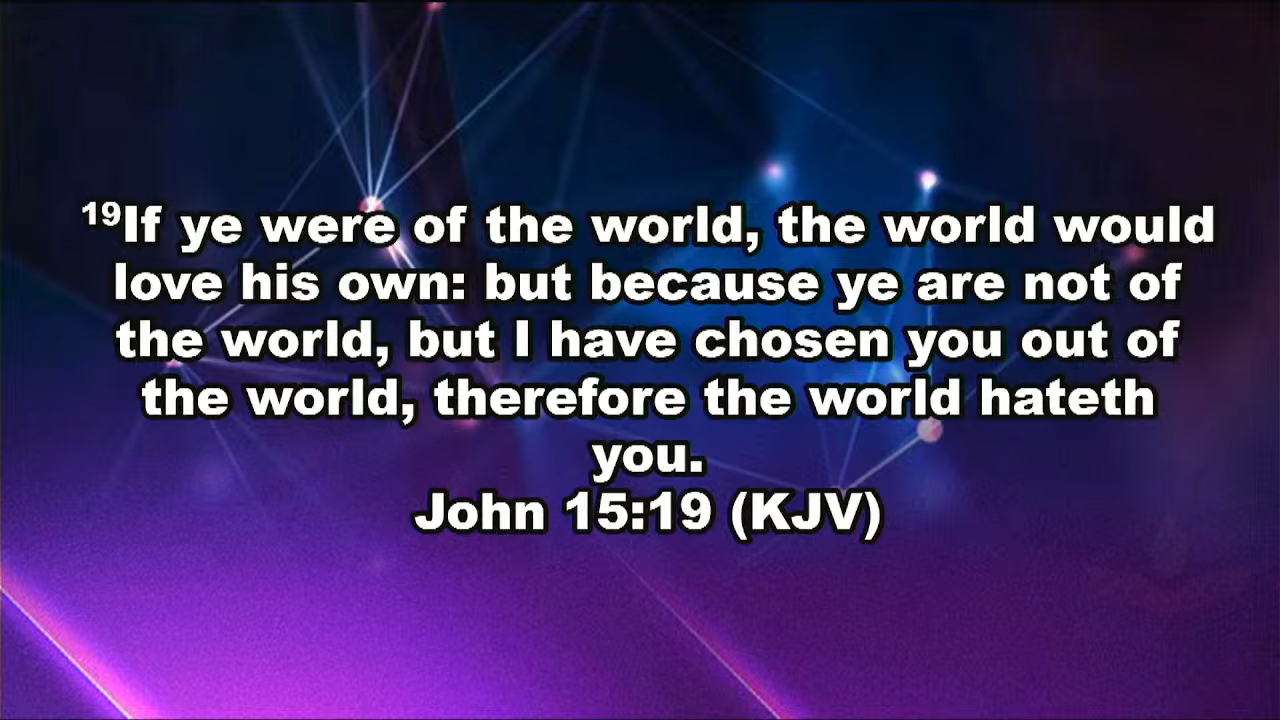 ¹⁹If ye were of the world, the world would
love his own: but because ye are not of
the world, but I have chosen you out of
the world, therefore the world hateth
you.
John 15:19 (KJV)